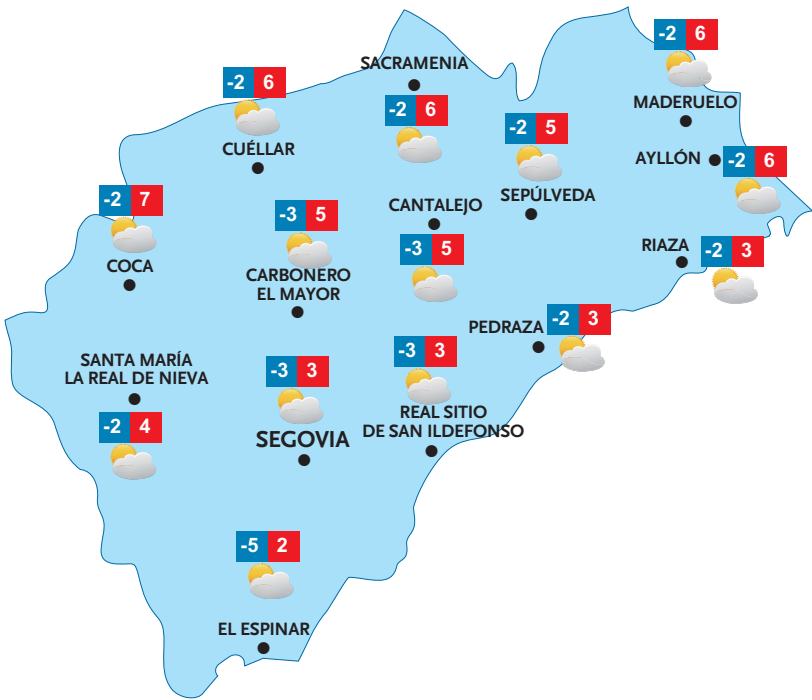 -2 6
MADERUELO
SACRAMENIA
-2 6
-2 6
CUÉLLAR
-2 5
SEPÚLVEDA
AYLLÓN
-2 6
-2 7
COCA
-3 5
CARBONERO
EL MAYOR
CANTALEJO
-3 5
RIAZA
-2 3
PEDRAZA
-2 3
SANTA MARÍA
LA REAL DE NIEVA
-2 4
-3 3
SEGOVIA
-3 3
REAL SITIO
DE SAN ILDEFONSO
-5 2
EL ESPINAR